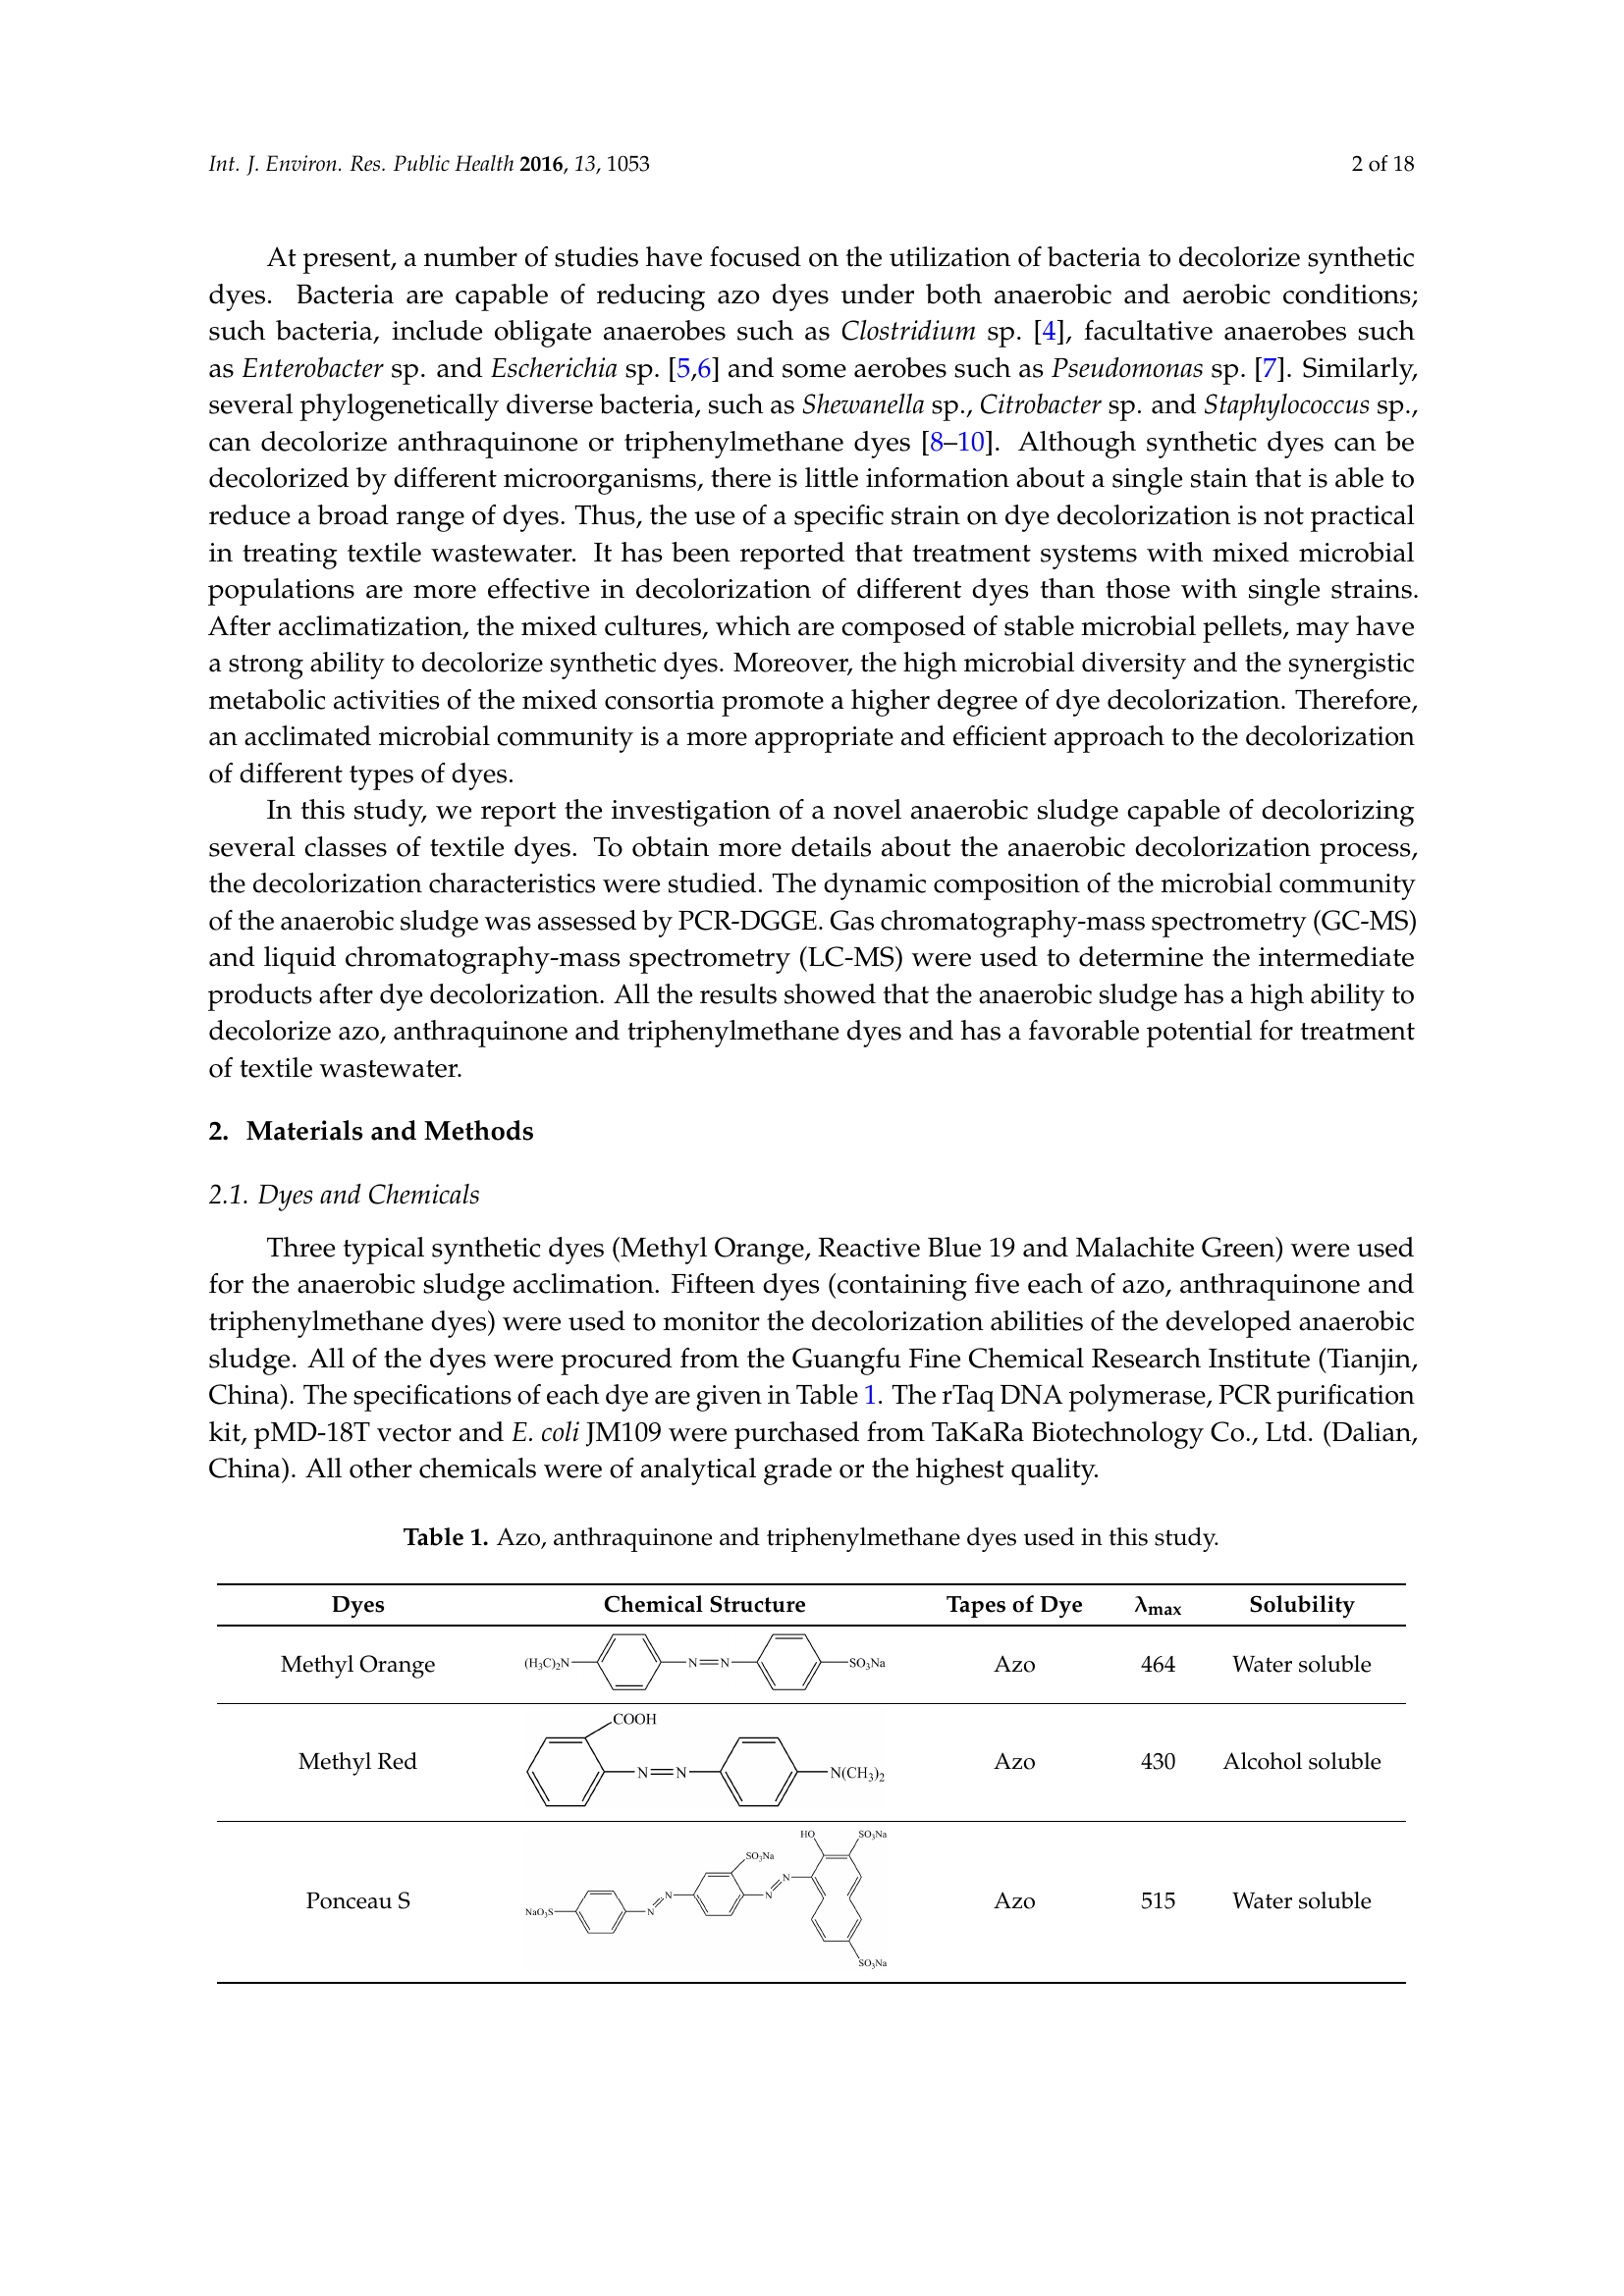 Int. J. Environ. Res. Public Health 2016, 13, 1053 2 of 18
At present, a number of studies have focused on the utilization of bacteria to decolorize synthetic
dyes. Bacteria are capable of reducing azo dyes under both anaerobic and aerobic conditions;
such bacteria, include obligate anaerobes such as Clostridium sp. [4], facultative anaerobes such
as Enterobacter sp. and Escherichia sp. [5,6] and some aerobes such as Pseudomonas sp. [7]. Similarly,
several phylogenetically diverse bacteria, such as Shewanella sp., Citrobacter sp. and Staphylococcus sp.,
can decolorize anthraquinone or triphenylmethane dyes [8–10]. Although synthetic dyes can be
decolorized by different microorganisms, there is little information about a single stain that is able to
reduce a broad range of dyes. Thus, the use of a specific strain on dye decolorization is not practical
in treating textile wastewater. It has been reported that treatment systems with mixed microbial
populations are more effective in decolorization of different dyes than those with single strains.
After acclimatization, the mixed cultures, which are composed of stable microbial pellets, may have
a strong ability to decolorize synthetic dyes. Moreover, the high microbial diversity and the synergistic
metabolic activities of the mixed consortia promote a higher degree of dye decolorization. Therefore,
an acclimated microbial community is a more appropriate and efficient approach to the decolorization
of different types of dyes.
In this study, we report the investigation of a novel anaerobic sludge capable of decolorizing
several classes of textile dyes. To obtain more details about the anaerobic decolorization process,
the decolorization characteristics were studied. The dynamic composition of the microbial community
of the anaerobic sludge was assessed by PCR-DGGE. Gas chromatography-mass spectrometry (GC-MS)
and liquid chromatography-mass spectrometry (LC-MS) were used to determine the intermediate
products after dye decolorization. All the results showed that the anaerobic sludge has a high ability to
decolorize azo, anthraquinone and triphenylmethane dyes and has a favorable potential for treatment
of textile wastewater.
2. Materials and Methods
2.1. Dyes and Chemicals
Three typical synthetic dyes (Methyl Orange, Reactive Blue 19 and Malachite Green) were used
for the anaerobic sludge acclimation. Fifteen dyes (containing five each of azo, anthraquinone and
triphenylmethane dyes) were used to monitor the decolorization abilities of the developed anaerobic
sludge. All of the dyes were procured from the Guangfu Fine Chemical Research Institute (Tianjin,
China). The specifications of each dye are given in Table 1. The rTaq DNA polymerase, PCR purification
kit, pMD-18T vector and E. coli JM109 were purchased from TaKaRa Biotechnology Co., Ltd. (Dalian,
China). All other chemicals were of analytical grade or the highest quality.
Table 1. Azo, anthraquinone and triphenylmethane dyes used in this study.
Dyes Chemical Structure Tapes of Dye λmax Solubility
Methyl Orange (H3C)2N N N SO3Na Azo 464 Water soluble
COOH
Methyl Red N N N(CH3)2 Azo 430 Alcohol soluble
HO SO3Na
SO3Na
N
N N
Ponceau S NaO3S N Azo 515 Water soluble
SO3Na